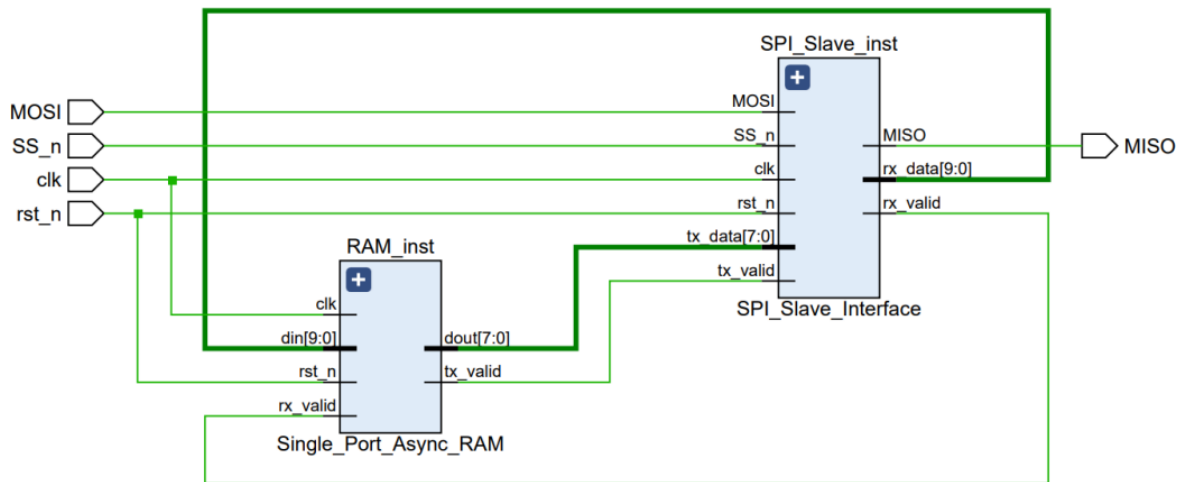 SPI_Slave_inst
MOSI
MOSI
SS_n
SS_n
MISO
MISO
clk
clk
rx_data[9:0]
rst_n
rst_n
rx_valid
tx_data[7:0]
RAM_inst
tx_valid
clk
SPI_Slave_Interface
din[9:0]
dout[7:0]
rst_n
tx_valid
rx_valid
Single_Port_Async_RAM